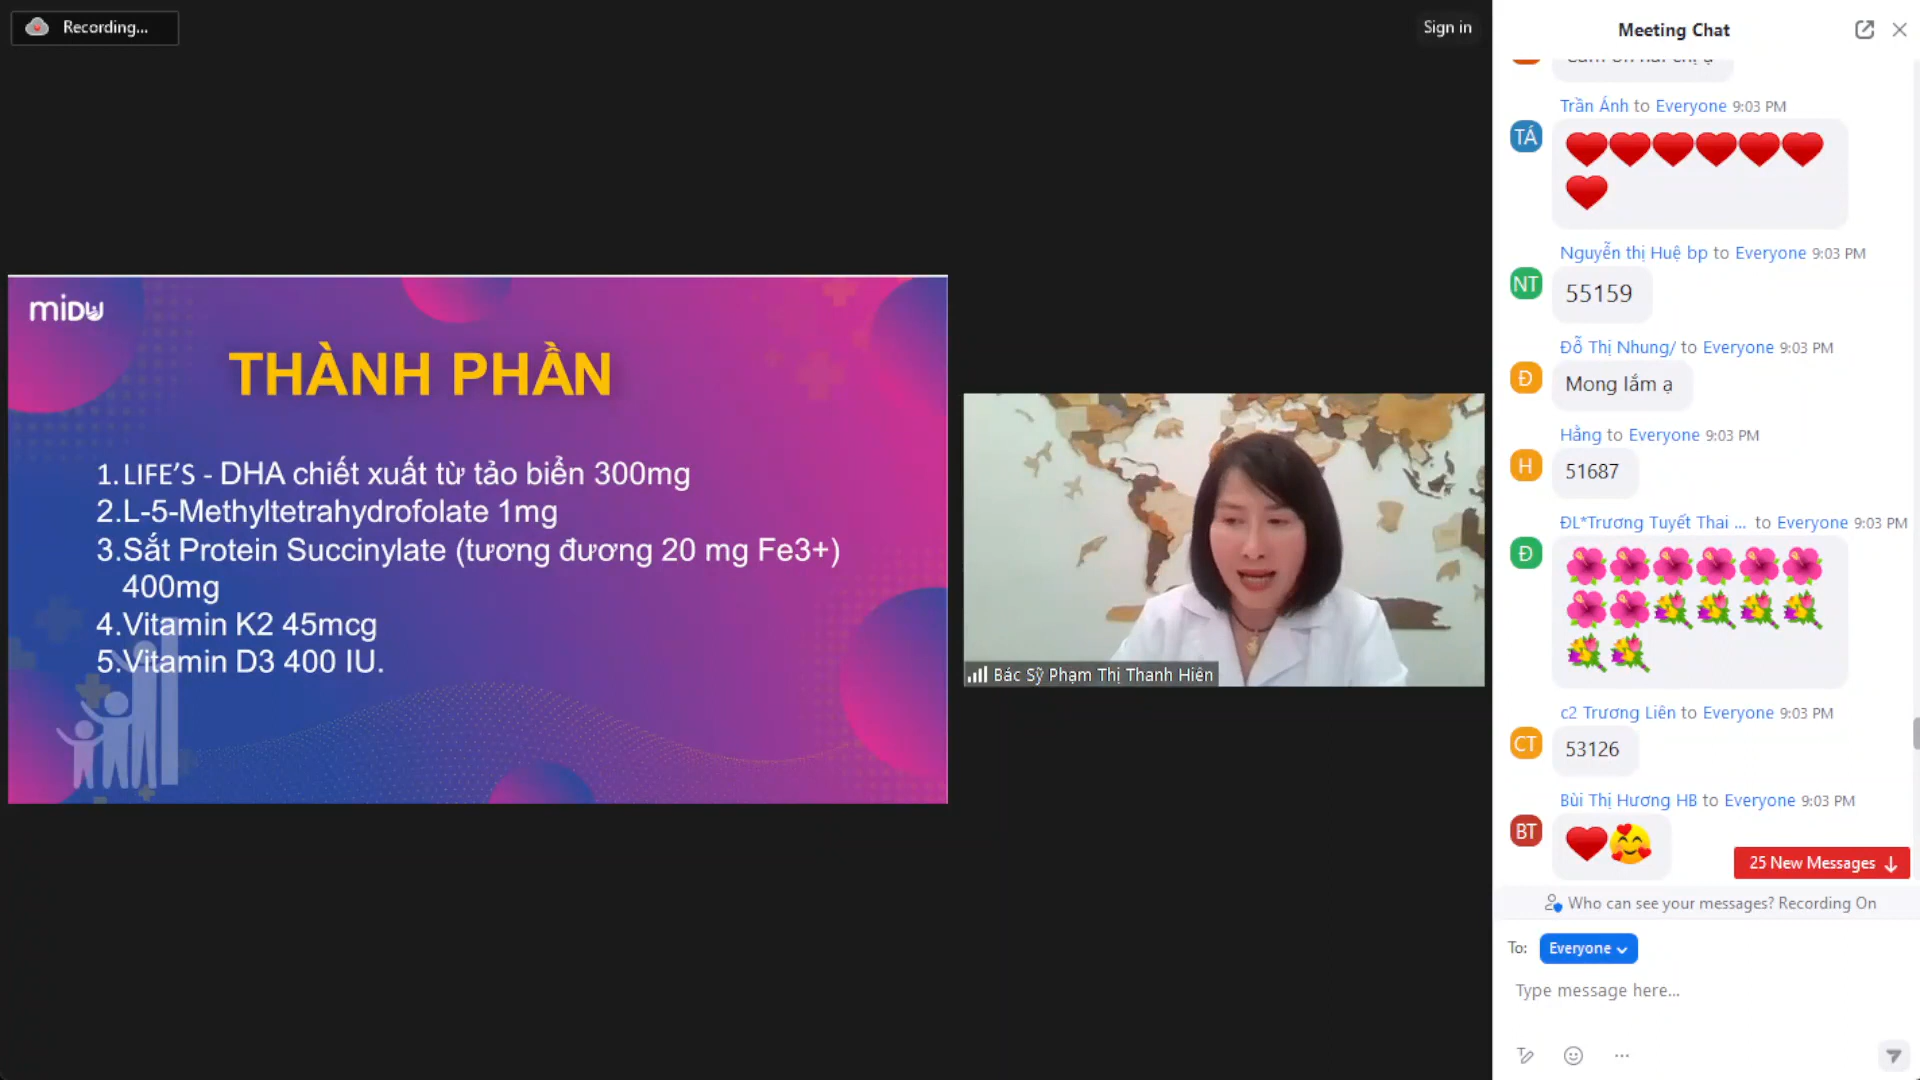 Recording...
Sign in
miDU
THÀNH PHẦN
1.LIFE'S - DHA chiết xuất từ tảo biển 300mg
2.L-5-Methyltetrahydrofolate 1mg
3.Sắt Protein Succinylate (tương đương 20 mg Fe3+)
400mg
4.Vitamin K2 45mcg
5.Vitamin D3 400 IU.
Bác Sỹ Phạm Thị Thanh Hiên
Meeting Chat
Trần Ánh to Everyone 9:03 PM
TÁ
Nguyễn thị Huệ bp to Everyone 9:03 PM
NT
55159
Đỗ Thị Nhung/ to Everyone 9:03 PM
Đ
Mong lắm ạ
Hằng to Everyone 9:03 PM
H
51687
ĐL*Trương Tuyết Thai ... to Everyone 9:03 PM
Đ
c2 Trương Liên to Everyone 9:03 PM
CT
53126
Bùi Thị Hương HB to Everyone 9:03 PM
BT
25 New Messages
Who can see your messages? Recording On
To: Everyone
Type message here...